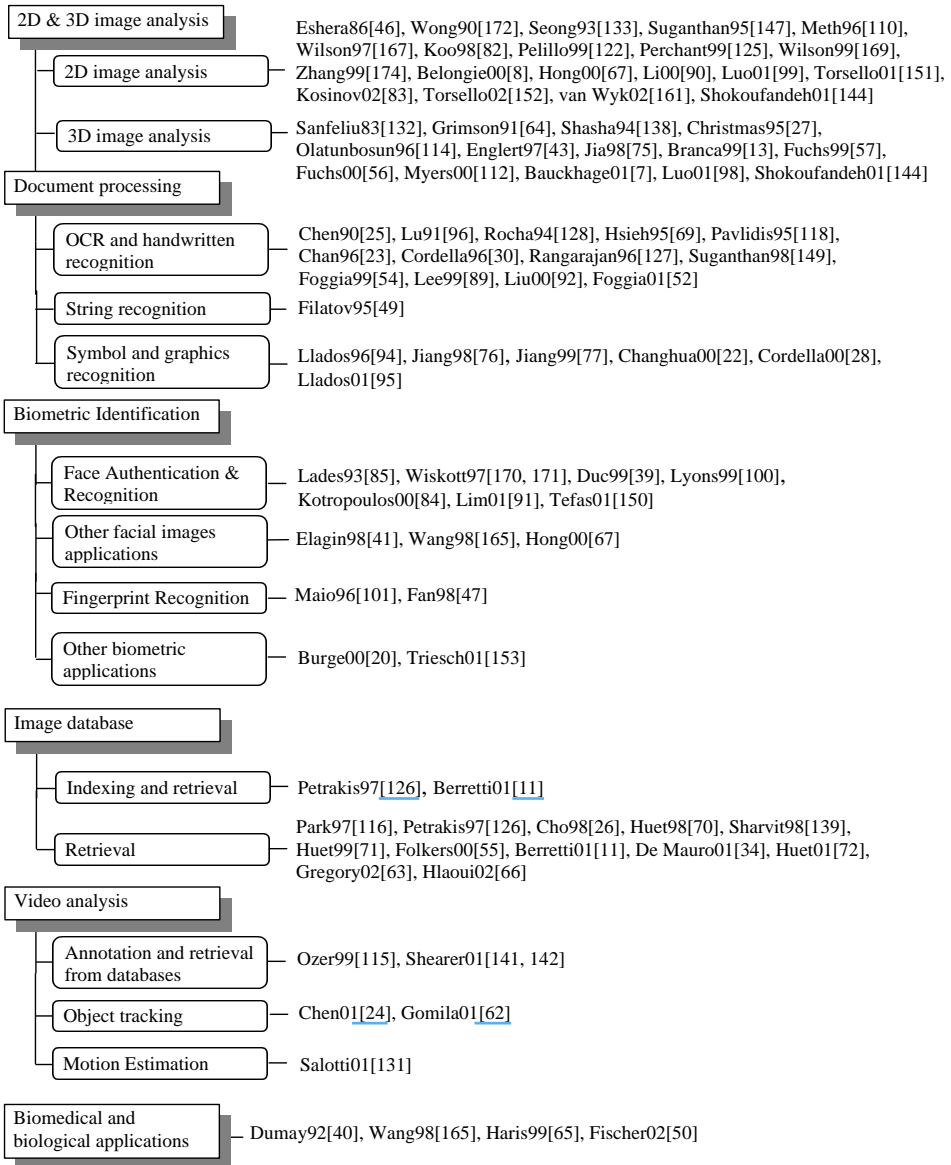 2D & 3D image analysis
Eshera86[46], Wong90[172], Seong93[133], Suganthan95[147], Meth96[110],
Wilson97[167], Koo98[82], Pelillo99[122], Perchant99[125], Wilson99[169],
2D image analysis
Zhang99[174], Belongie00[8], Hong00[67], Li00[90], Luo01[99], Torsello01[151],
Kosinov02[83], Torsello02[152], van Wyk02[161], Shokoufandeh01[144]
3D image analysis
Sanfeliu83[132], Grimson91[64], Shasha94[138], Christmas95[27],
Olatunbosun96[114], Englert97[43], Jia98[75], Branca99[13], Fuchs99[57],
Fuchs00[56], Myers00[112], Bauckhage01[7], Luo01[98], Shokoufandeh01[144]
Document processing
OCR and handwritten
recognition
Chen90[25], Lu91[96], Rocha94[128], Hsieh95[69], Pavlidis95[118],
Chan96[23], Cordella96[30], Rangarajan96[127], Suganthan98[149],
Foggia99[54], Lee99[89], Liu00[92], Foggia01[52]
String recognition
Filatov95[49]
Symbol and graphics
recognition
Llados96[94], Jiang98[76], Jiang99[77], Changhua00[22], Cordella00[28],
Llados01[95]
Biometric Identification
Face Authentication &
Recognition
Lades93[85], Wiskott97[170, 171], Duc99[39], Lyons99[100],
Kotropoulos00[84], Lim01[91], Tefas01[150]
Other facial images
applications
Elagin98[41], Wang98[165], Hong00[67]
Fingerprint Recognition
Maio96[101], Fan98[47]
Other biometric
applications
Burge00[20], Triesch01[153]
Image database
Indexing and retrieval
Petrakis97[126], Berretti01[11]
Retrieval
Park97[116], Petrakis97[126], Cho98[26], Huet98[70], Sharvit98[139],
Huet99[71], Folkers00[55], Berretti01[11], De Mauro01[34], Huet01[72],
Gregory02[63], Hlaoui02[66]
Video analysis
Annotation and retrieval
from databases
Ozer99[115], Shearer01[141, 142]
Object tracking
Chen01[24], Gomila01[62]
Motion Estimation
Salotti01[131]
Biomedical and
biological applications
Dumay92[40], Wang98[165], Haris99[65], Fischer02[50]